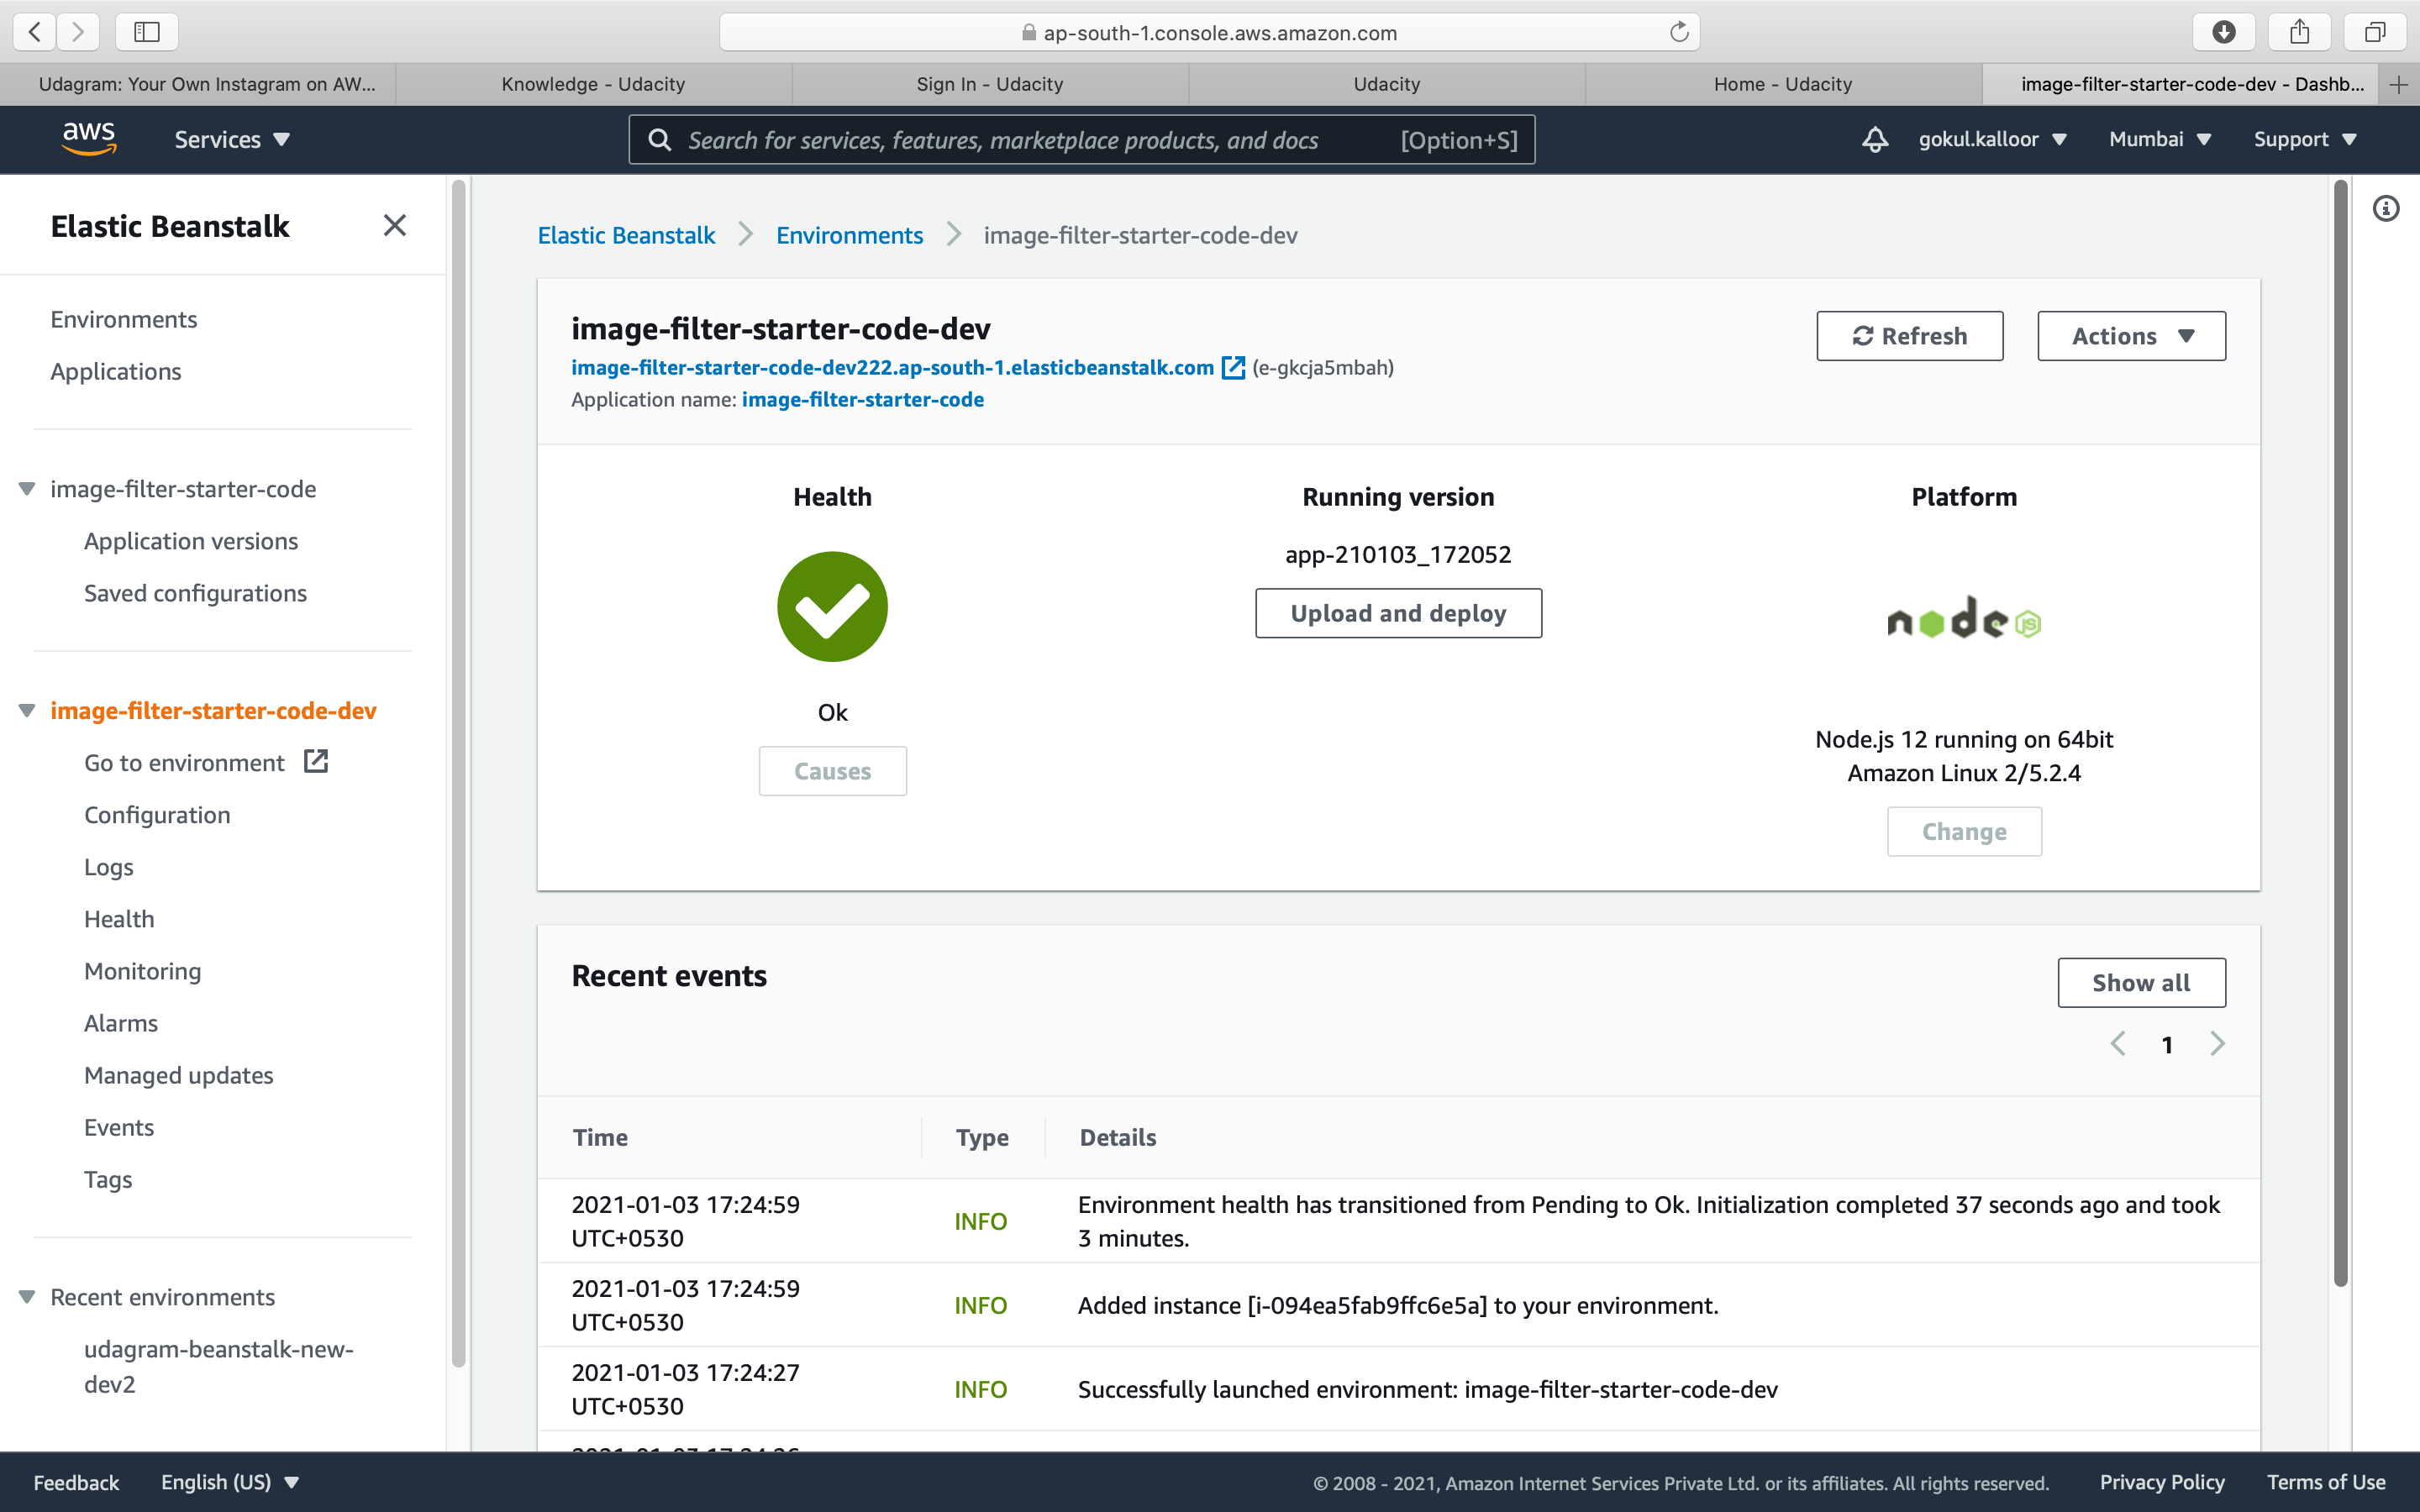 ap-south-1.console.aws.amazon.com
Udagram: Your Own Instagram on AW...
Knowledge - Udacity
Sign In - Udacity
Udacity
Home - Udacity
image-filter-starter-code-dev - Dashb...
aws
Services
Search for services, features, marketplace products, and docs
[Option+S]
gokul.kalloor
Mumbai
Support
Elastic Beanstalk
Environments
Applications
image-filter-starter-code
Application versions
Saved configurations
image-filter-starter-code-dev
Go to environment
Configuration
Logs
Health
Monitoring
Alarms
Managed updates
Events
Tags
Recent environments
udagram-beanstalk-new-
dev2
Elastic Beanstalk
Environments
image-filter-starter-code-dev
image-filter-starter-code-dev
image-filter-starter-code-dev222.ap-south-1.elasticbeanstalk.com (e-gkcja5mbah)
Application name: image-filter-starter-code
Refresh
Actions
Health
Ok
Causes
Running version
app-210103_172052
Upload and deploy
Platform
node JS
Node.js 12 running on 64bit
Amazon Linux 2/5.2.4
Change
Recent events
Show all
1
Time
Type
Details
2021-01-03 17:24:59
UTC+0530
INFO
Environment health has transitioned from Pending to Ok. Initialization completed 37 seconds ago and took
3 minutes.
2021-01-03 17:24:59
UTC+0530
INFO
Added instance [i-094ea5fab9ffc6e5a] to your environment.
2021-01-03 17:24:27
UTC+0530
INFO
Successfully launched environment: image-filter-starter-code-dev
Feedback
English (US)
© 2008 - 2021, Amazon Internet Services Private Ltd. or its affiliates. All rights reserved.
Privacy Policy
Terms of Use